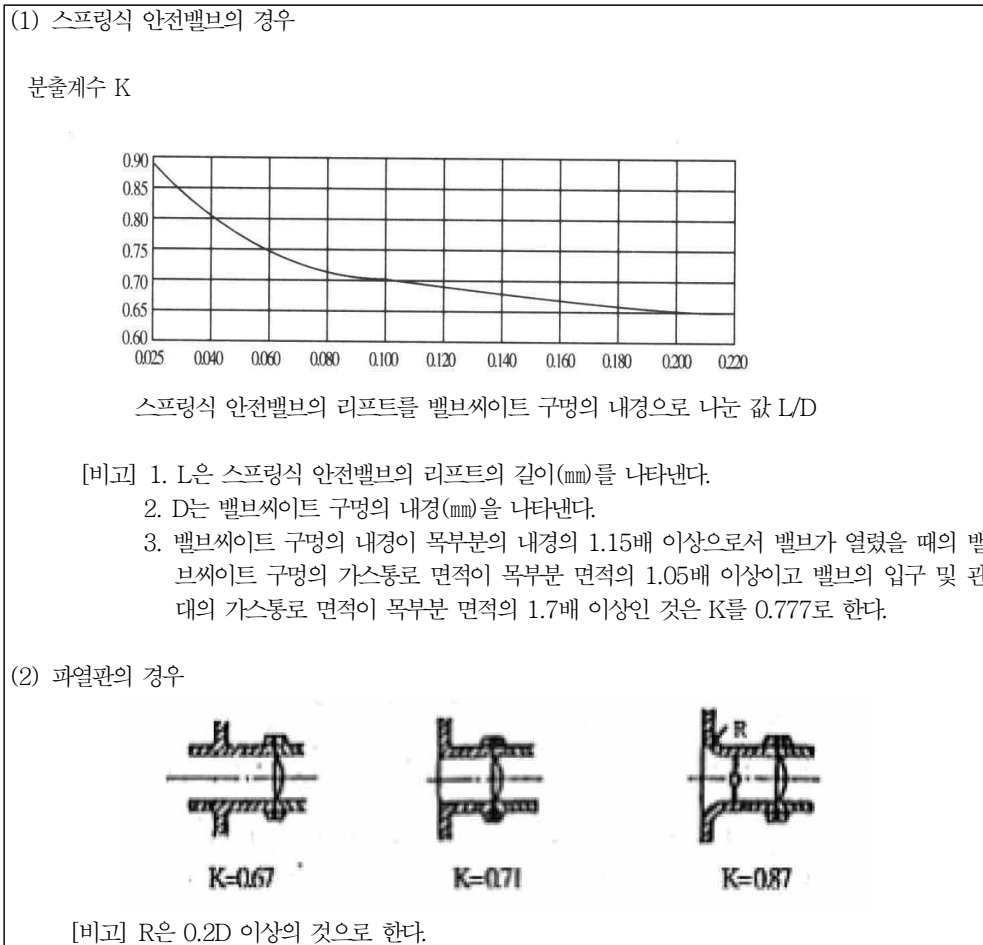 (1) 스프링식 안전밸브의 경우
분출계수 K
0.90
0.85
0.80
0.75
0.70
0.65
0.60
0.025 0.040 0.060 0.080 0.100 0.120 0.140 0.160 0.180 0.200 0.220
스프링식 안전밸브의 리프트를 밸브씨이트 구멍의 내경으로 나눈 값 L/D
[비고] 1. L은 스프링식 안전밸브의 리프트의 길이(㎜)를 나타낸다.
2. D는 밸브씨이트 구멍의 내경(㎜)을 나타낸다.
3. 밸브씨이트 구멍의 내경이 목부분의 내경의 1.15배 이상으로서 밸브가 열렸을 때의 밸
브씨이트 구멍의 가스통로 면적이 목부분 면적의 1.05배 이상이고 밸브의 입구 및 관
대의 가스통로 면적이 목부분 면적의 1.7배 이상인 것은 K를 0.777로 한다.
(2) 파열판의 경우
R
K=0.67 K=0.71 K=0.87
[비고] R은 0.2D 이상의 것으로 한다.